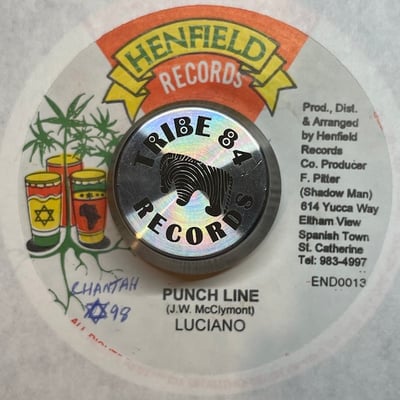 HENFIELD
RECORDS
TRIBE 84
RECORDS
Prod., Dist.
& Arranged
by Henfield
Records
Co. Producer
F. Pitter
(Shadow Man)
614 Yucca Way
Eltham View
Spanish Town
St. Catherine
Tel: 983-4997
END0013
CHANTAH
98
PUNCH LINE
(J.W. McClymont)
LUCIANO